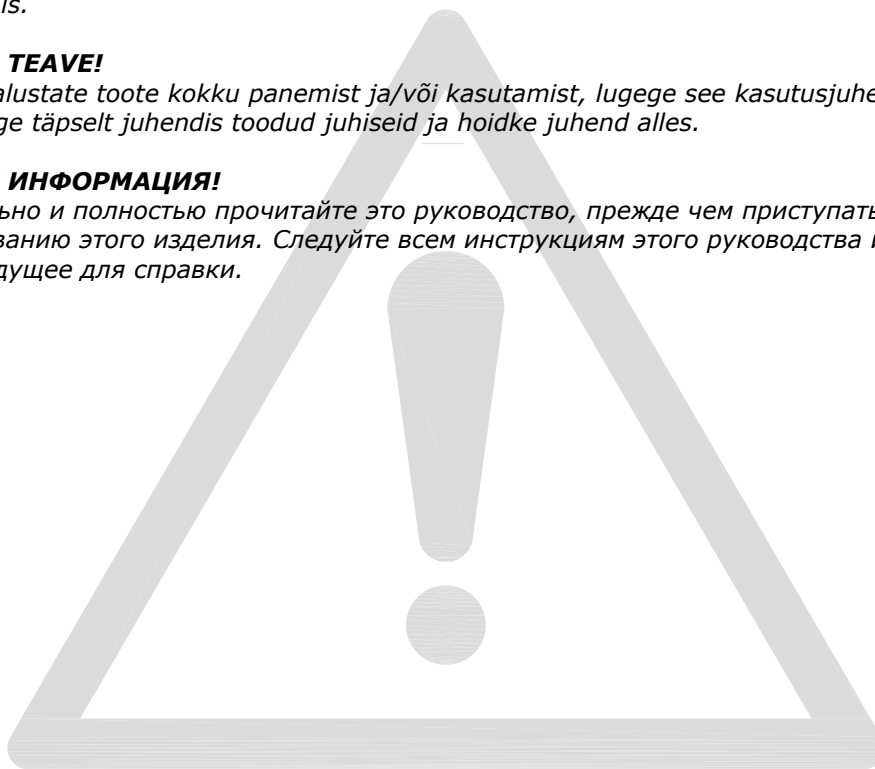 is.
TEAVE!
alustate toote kokku panemist ja/või kasutamist, lugege see kasutusjuhe
ge täpselt juhendis toodud juhiseid ja hoidke juhend alles.
ИНФОРМАЦИЯ!
ьно и полностью прочитайте это руководство, прежде чем приступать
ванию этого изделия. Следуйте всем инструкциям этого руководства и
дущее для справки.